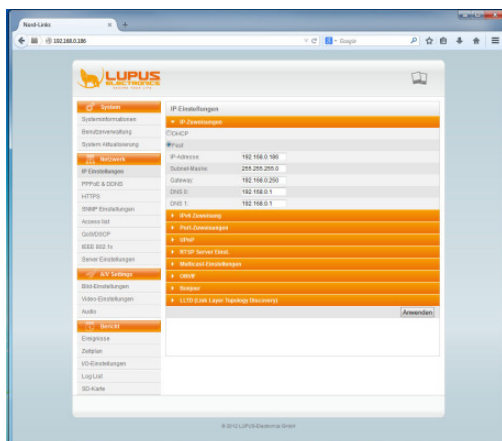 Nord-Links
192.168.0.186
Google
LUPUS
ELECTRONICS
System
Systeminformationen
Benutzerverwaltung
System Aktualisierung
Netzwerk
IP Einstellungen
PPPoE & DDNS
HTTPS
SNMP Einstellungen
Access list
QoS/DSCP
IEEE 802.1x
Server Einstellungen
A/V Settings
Bild-Einstellungen
Video-Einstellungen
Audio
Bericht
Ereignisse
Zeitplan
I/O-Einstellungen
Log List
SD-Karte
IP-Einstellungen
IP-Zuweisungen
DHCP
Fest
IP-Adresse: 192.168.0.186
Subnet-Maske: 255.255.255.0
Gateway: 192.168.0.250
DNS 0: 192.168.0.1
DNS 1: 192.168.0.1
IPv6 Zuweisung
Port-Zuweisungen
UPnP
RTSP Server Einst.
Multicast-Einstellungen
ONVIF
Bonjour
LLTD (Link Layer Topology Discovery)
Anwenden
© 2012 LUPUS-Electronics GmbH